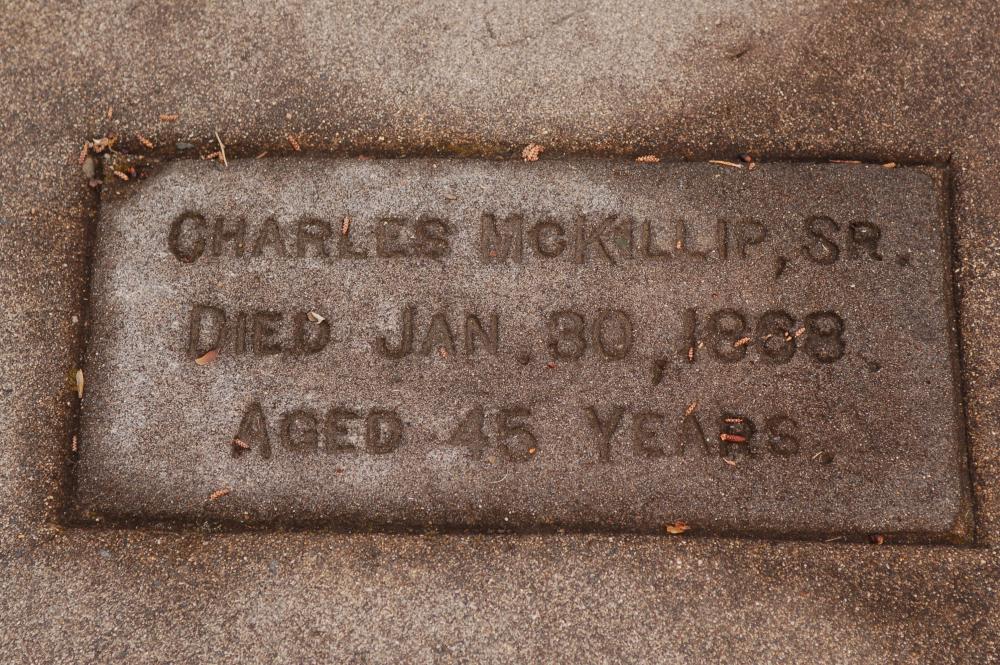 Charles McKillip, Sr.
Died Jan. 30, 1868.
Aged 45 Years.